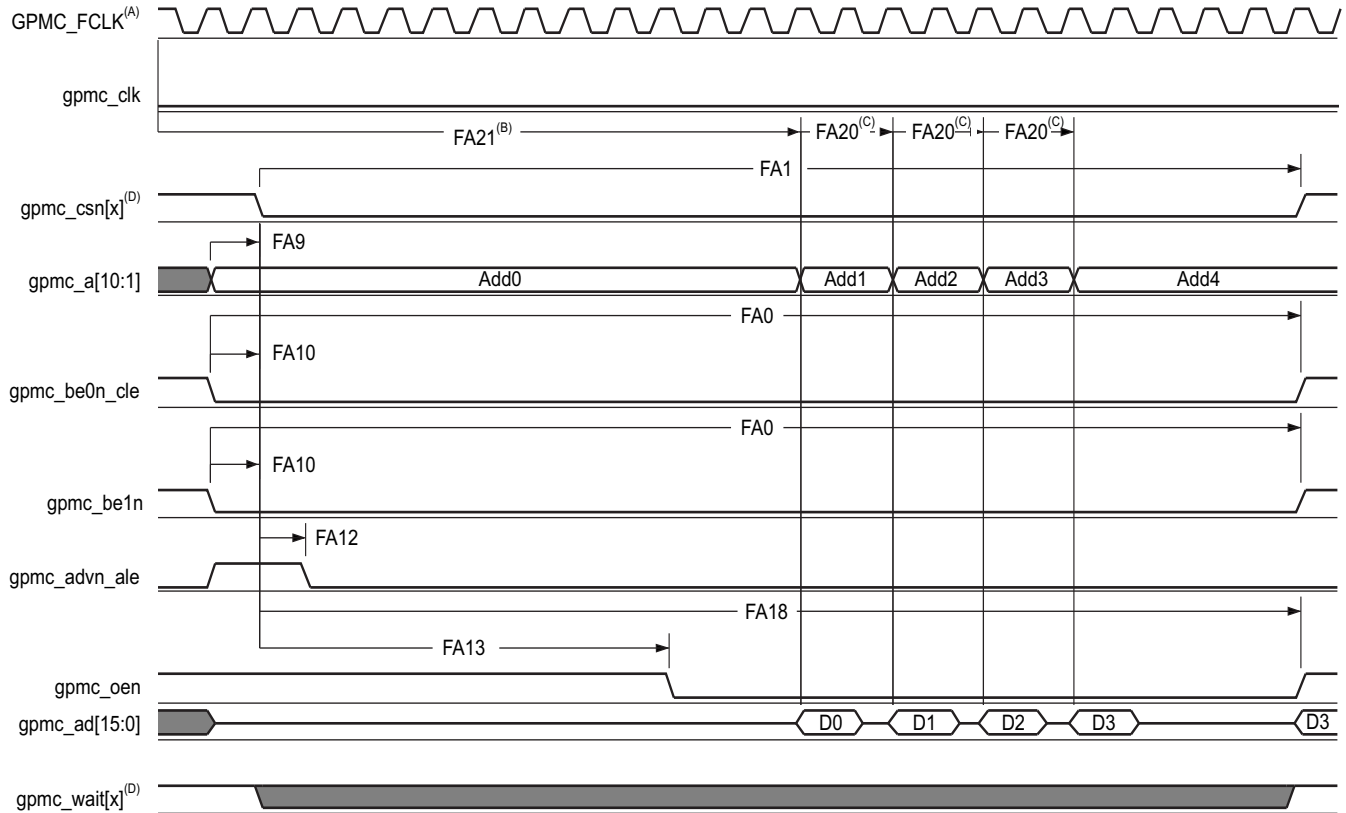 GPMC_FCLK(A)
gpmc_clk
FA21(B)
FA20(C)
FA20(C)
FA20(C)
FA1
gpmc_csn[x](D)
FA9
gpmc_a[10:1]
Add0
Add1
Add2
Add3
Add4
FA0
FA10
gpmc_be0n_cle
FA0
FA10
gpmc_be1n
FA12
gpmc_advn_ale
FA18
FA13
gpmc_oen
gpmc_ad[15:0]
D0
D1
D2
D3
D3
gpmc_wait[x](D)